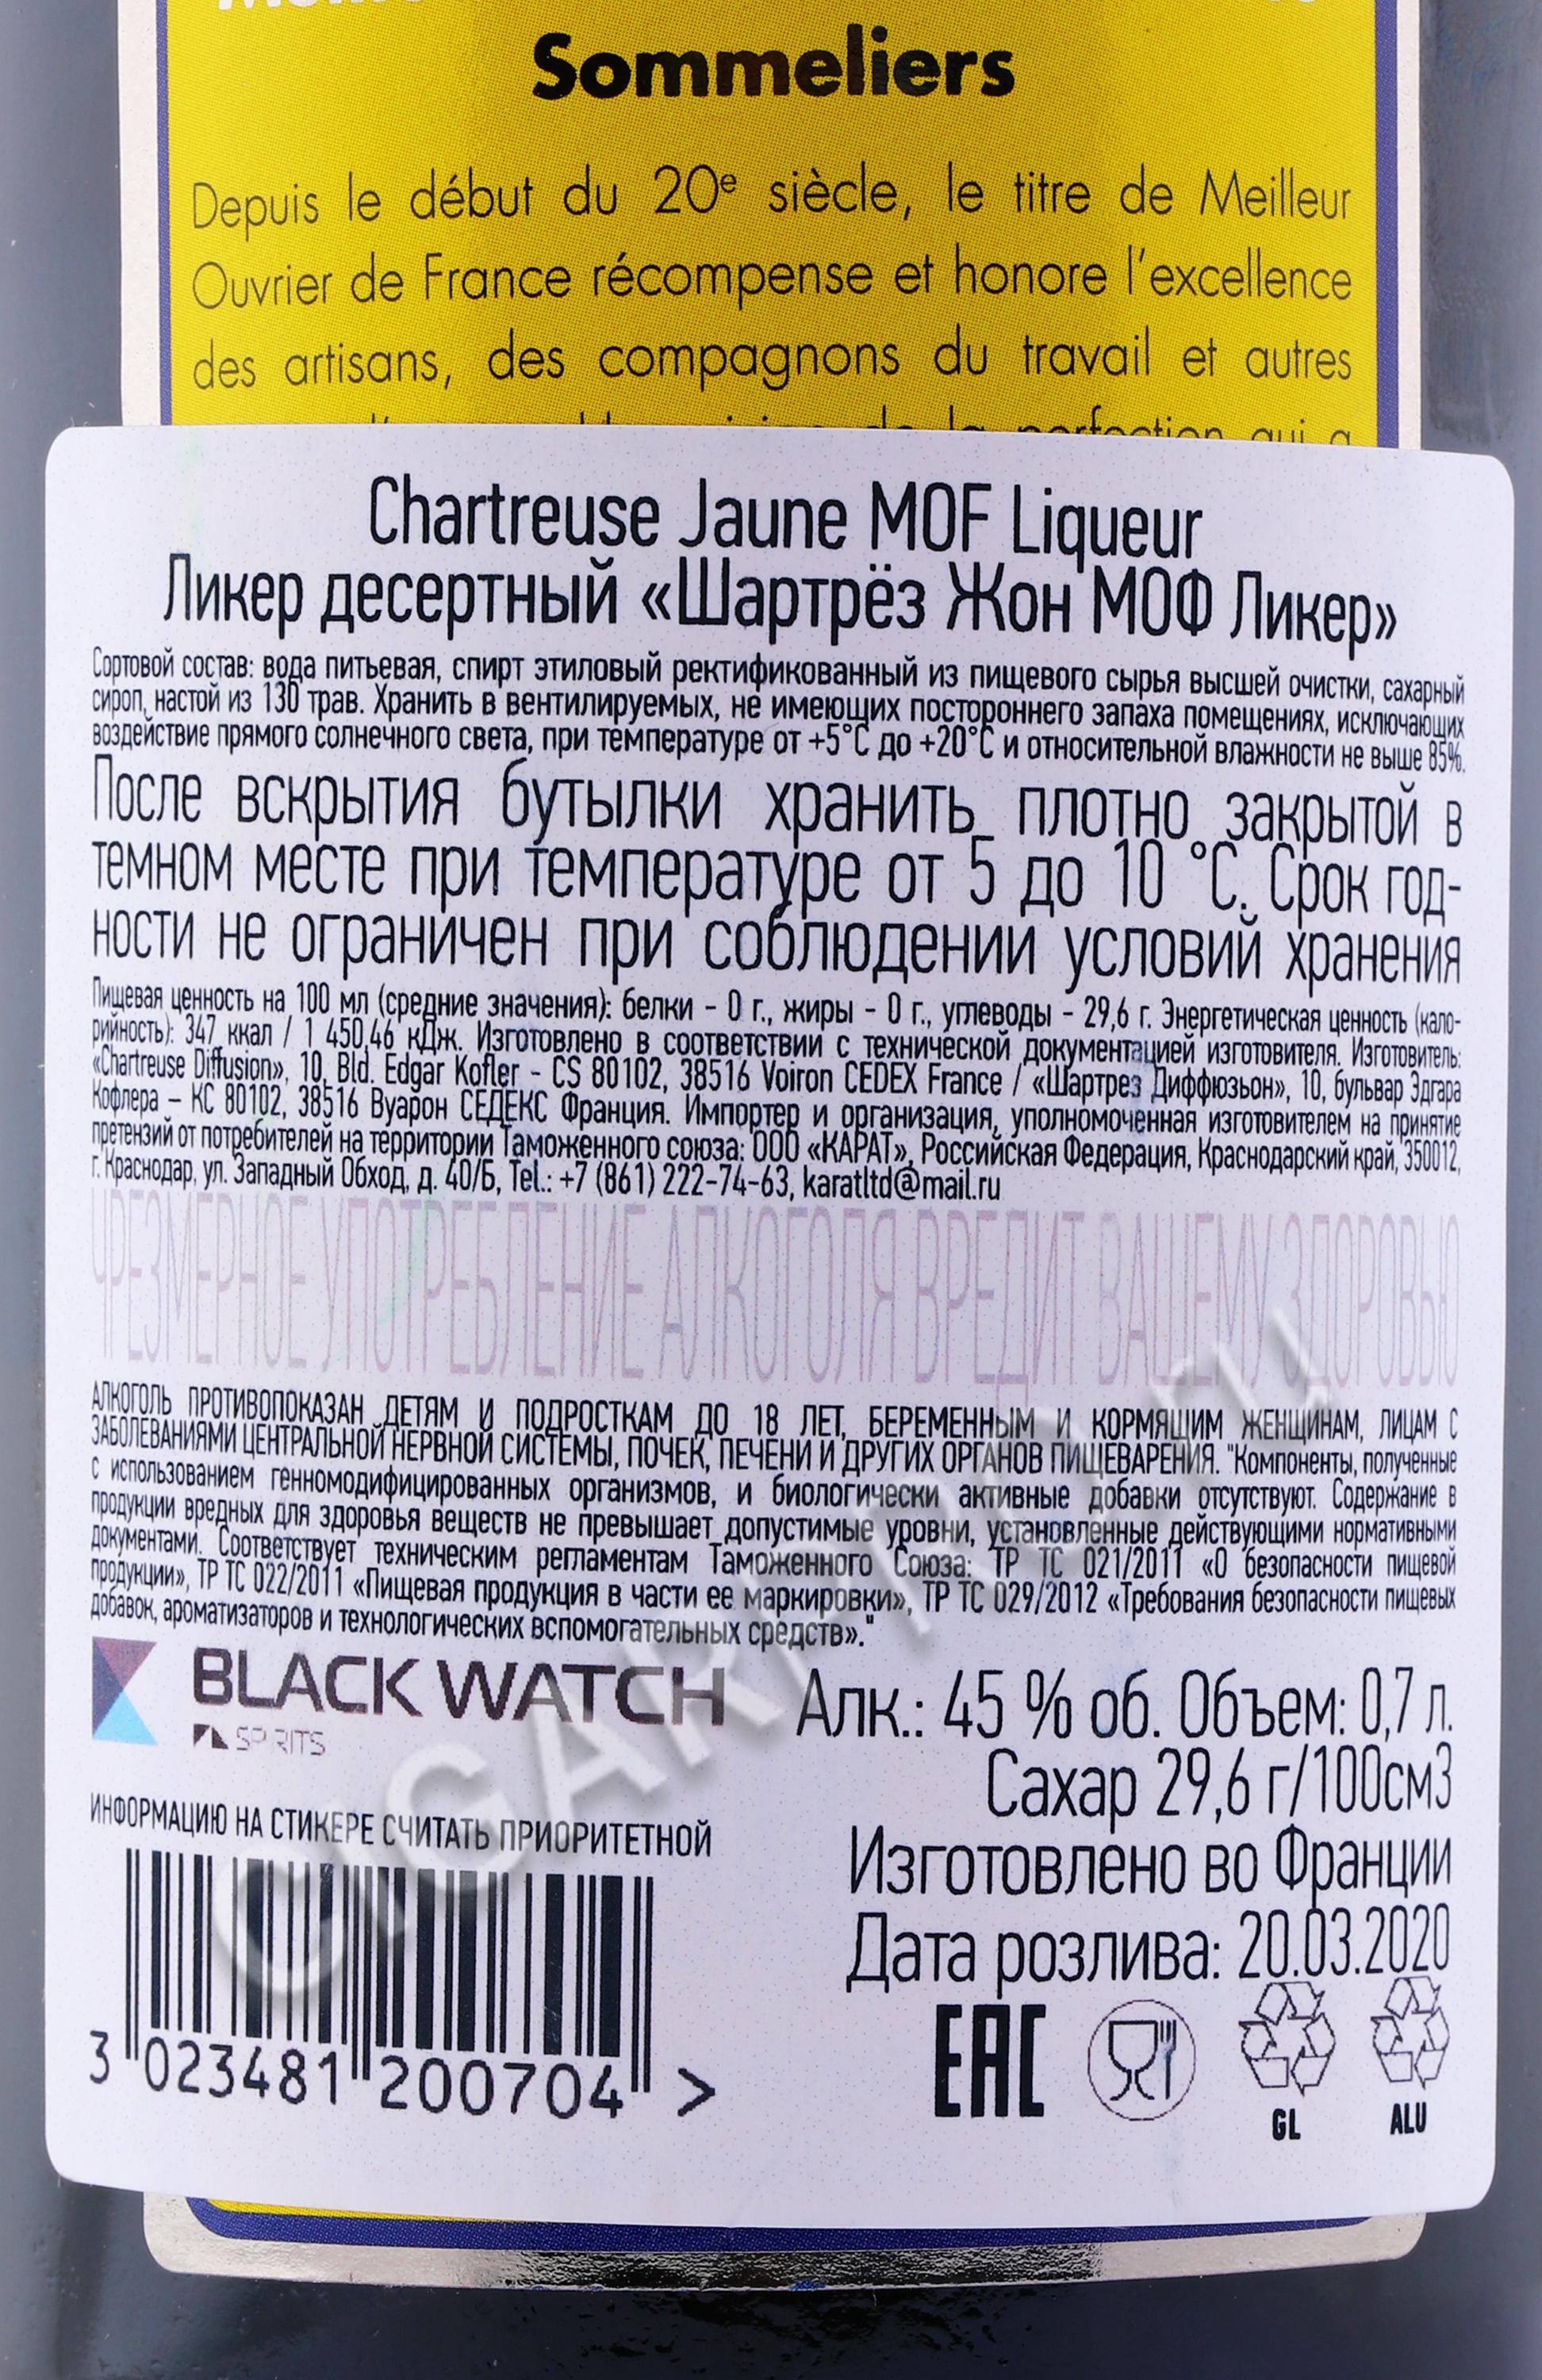 Sommeliers
Depuis le début du 20e siècle, le titre de Meilleur
Ouvrier de France récompense et honore l'excellence
des artisans, des compagnons du travail et autres
de la perfection qui a
Chartreuse Jaune MOF Liqueur
Ликер десертный «Шартрёз Жон МОФ Ликер»
Сортовой состав: вода питьевая, спирт этиловый ректификованный из пищевого сырья высшей очистки, сахарный
сироп, настой из 130 трав. Хранить в вентилируемых, не имеющих постороннего запаха помещениях, исключающих
воздействие прямого солнечного света, при температуре от +5°С до +20°С и относительной влажности не выше 85%.
После вскрытия бутылки хранить плотно закрытой в
темном месте при температуре от 5 до 10 °С. Срок год-
ности не ограничен при соблюдении условий хранения
Пищевая ценность на 100 мл (средние значения): белки - 0 г., жиры - 0 г., углеводы - 29,6 г. Энергетическая ценность (кало-
рийность): 347 ккал / 1 450,46 кДж. Изготовлено в соответствии с технической документацией изготовителя. Изготовитель:
«Chartreuse Diffusion», 10, Bld. Edgar Kofler - CS 80102, 38516 Voiron CEDEX France / «Шартрез Диффюзьон», 10, бульвар Эдгара
Кофлера – КС 80102, 38516 Вуарон СЕДЕКС Франция. Импортер и организация, уполномоченная изготовителем на принятие
претензий от потребителей на территории Таможенного союза: ООО «КАРАТ», Российская Федерация, Краснодарский край, 350012,
г. Краснодар, ул. Западный Обход, д. 40/Б, Tel.: +7 (861) 222-74-63, karatltd@mail.ru
ЧРЕЗМЕРНОЕ УПОТРЕБЛЕНИЕ АЛКОГОЛЯ ВРЕДИТ ВАШЕМУ ЗДОРОВЬЮ
АЛКОГОЛЬ ПРОТИВОПОКАЗАН ДЕТЯМ И ПОДРОСТКАМ ДО 18 ЛЕТ, БЕРЕМЕННЫМ И КОРМЯЩИМ ЖЕНЩИНАМ, ЛИЦАМ С
ЗАБОЛЕВАНИЯМИ ЦЕНТРАЛЬНОЙ НЕРВНОЙ СИСТЕМЫ, ПОЧЕК, ПЕЧЕНИ И ДРУГИХ ОРГАНОВ ПИЩЕВАРЕНИЯ. "Компоненты, полученные
с использованием генномодифицированных организмов, и биологически активные добавки отсутствуют. Содержание в
продукции вредных для здоровья веществ не превышает допустимые уровни, установленные действующими нормативными
документами. Соответствует техническим регламентам Таможенного Союза: ТР ТС 021/2011 «О безопасности пищевой
продукции», ТР ТС 022/2011 «Пищевая продукция в части ее маркировки», ТР ТС 029/2012 «Требования безопасности пищевых
добавок, ароматизаторов и технологических вспомогательных средств»."
BLACK WATCH
SPIRITS
Алк.: 45 % об. Объем: 0,7 л.
Сахар 29,6 г/100см3
Изготовлено во Франции
Дата розлива: 20.03.2020
ИНФОРМАЦИЮ НА СТИКЕРЕ СЧИТАТЬ ПРИОРИТЕТНОЙ
3 023481 200704 >
EAC
GL
ALU
CIGARPRO.ru